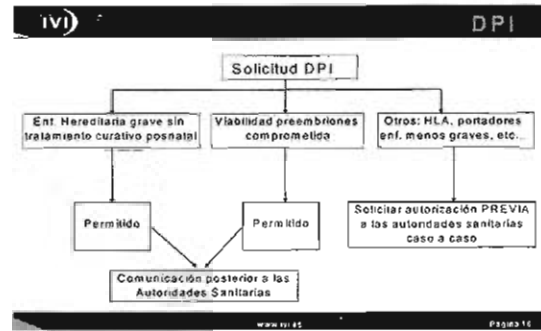 ivi)
DPI
Solicitud DPI
Enf. Hereditaria grave sin
tratamiento curativo posnatal
Viabilidad preembriones
comprometida
Otros: HLA, portadores
enf. menos graves, etc...
Permitido
Permitido
Solicitar autorización PREVIA
a las autoridades sanitarias
caso a caso
Comunicación posterior a las
Autoridades Sanitarias
www.ivi.es
Página 16